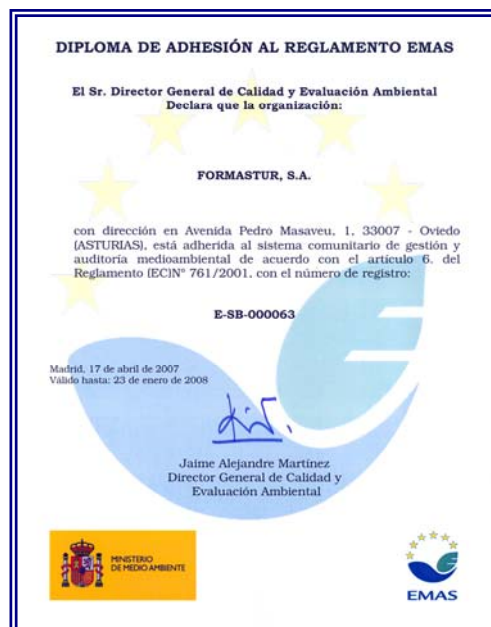 DIPLOMA DE ADHESIÓN AL REGLAMENTO EMAS
El Sr. Director General de Calidad y Evaluación Ambiental
Declara que la organización:
FORMASTUR, S.A.
con dirección en Avenida Pedro Masaveu, 1, 33007 - Oviedo
(ASTURIAS), está adherida al sistema comunitario de gestión y
auditoría medioambiental de acuerdo con el artículo 6. del
Reglamento (EC)Nº 761/2001, con el número de registro:
E-SB-000063
Madrid, 17 de abril de 2007
Válido hasta: 23 de enero de 2008
Jaime Alejandre Martínez
Director General de Calidad y
Evaluación Ambiental
MINISTERIO
DE MEDIO AMBIENTE
EMAS